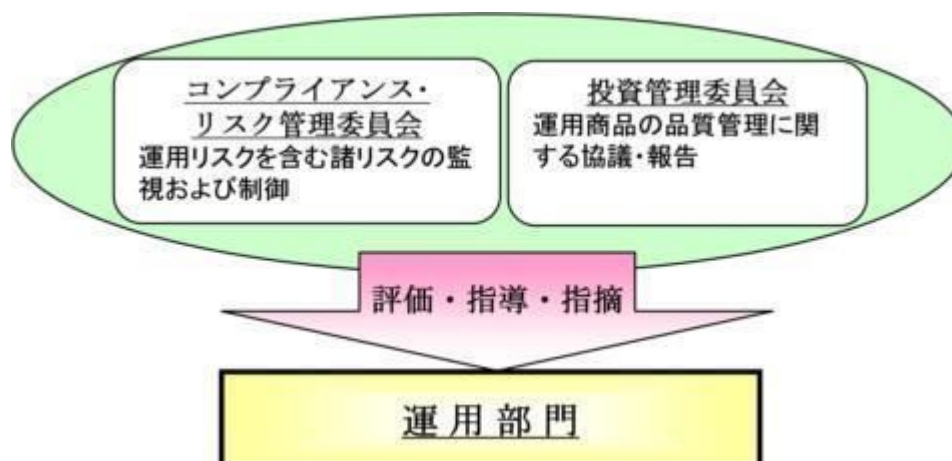 コンプライアンス・
リスク管理委員会
運用リスクを含む諸リスクの監
視および制御
投資管理委員会
運用商品の品質管理に関
する協議・報告
評価・指導・指摘
運用部門